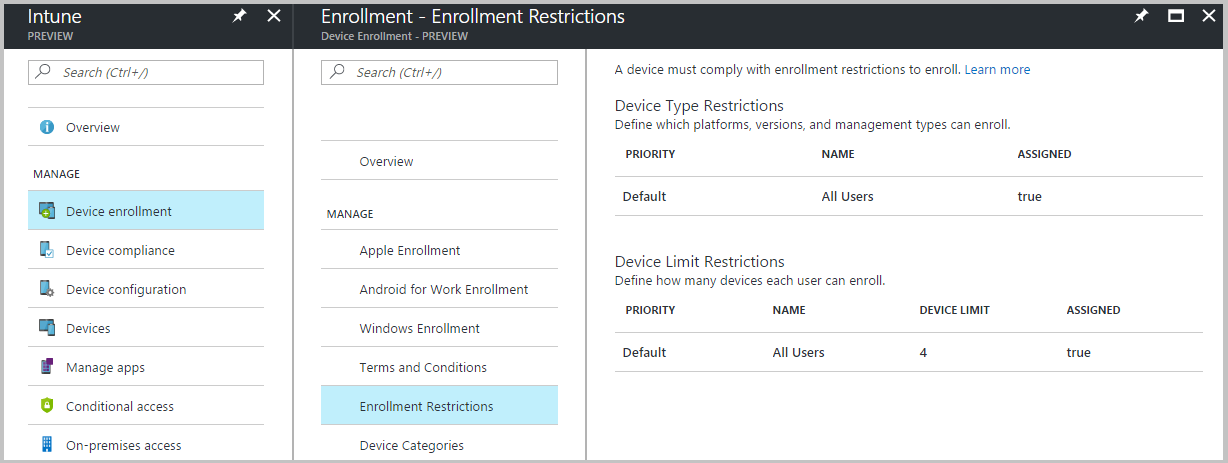 Intune
PREVIEW
Search (Ctrl+/)
Overview
MANAGE
Device enrollment
Device compliance
Device configuration
Devices
Manage apps
Conditional access
On-premises access
Enrollment - Enrollment Restrictions
Device Enrollment - PREVIEW
Search (Ctrl+/)
Overview
MANAGE
Apple Enrollment
Android for Work Enrollment
Windows Enrollment
Terms and Conditions
Enrollment Restrictions
Device Categories
A device must comply with enrollment restrictions to enroll. Learn more
Device Type Restrictions
Define which platforms, versions, and management types can enroll.
PRIORITY NAME ASSIGNED
Default All Users true
Device Limit Restrictions
Define how many devices each user can enroll.
PRIORITY NAME DEVICE LIMIT ASSIGNED
Default All Users 4 true